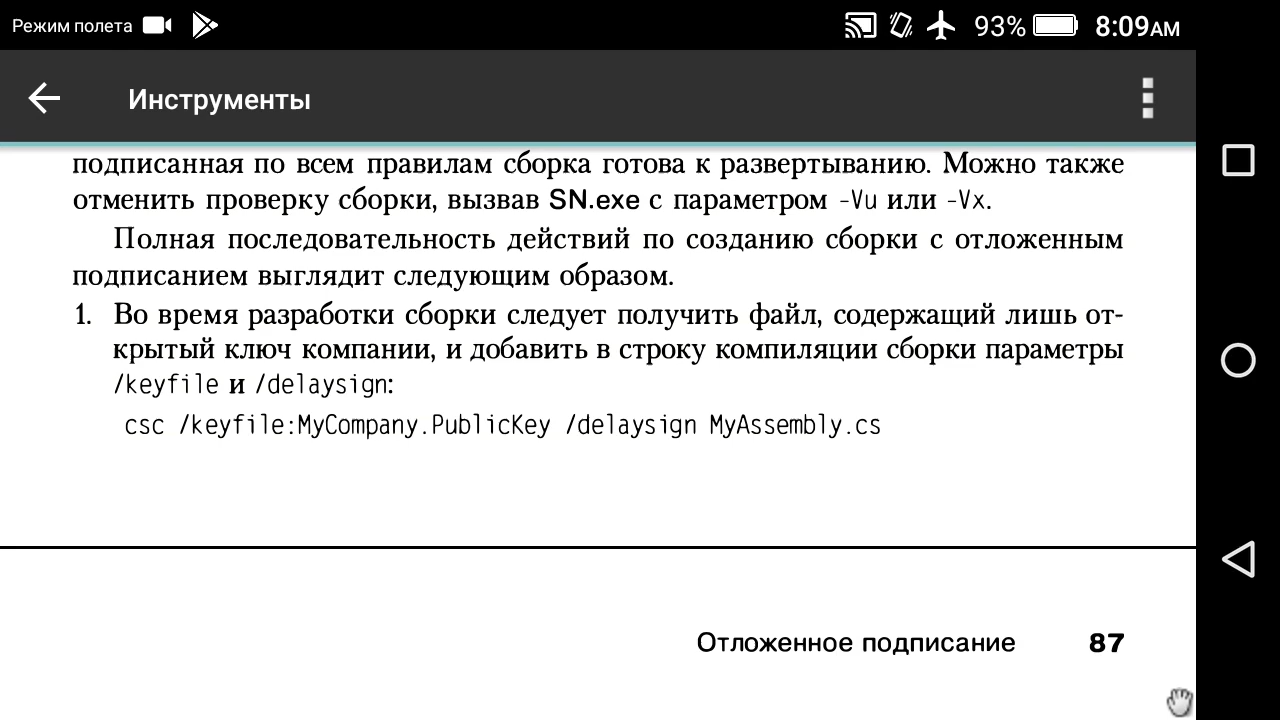 Режим полета 93% 8:09AM
Инструменты
подписанная по всем правилам сборка готова к развертыванию. Можно также
отменить проверку сборки, вызвав SN.exe с параметром -Vu или -Vx.
Полная последовательность действий по созданию сборки с отложенным
подписанием выглядит следующим образом.
1. Во время разработки сборки следует получить файл, содержащий лишь от-
крытый ключ компании, и добавить в строку компиляции сборки параметры
/keyfile и /delaysign:
csc /keyfile:MyCompany.PublicKey /delaysign MyAssembly.cs
Отложенное подписание 87